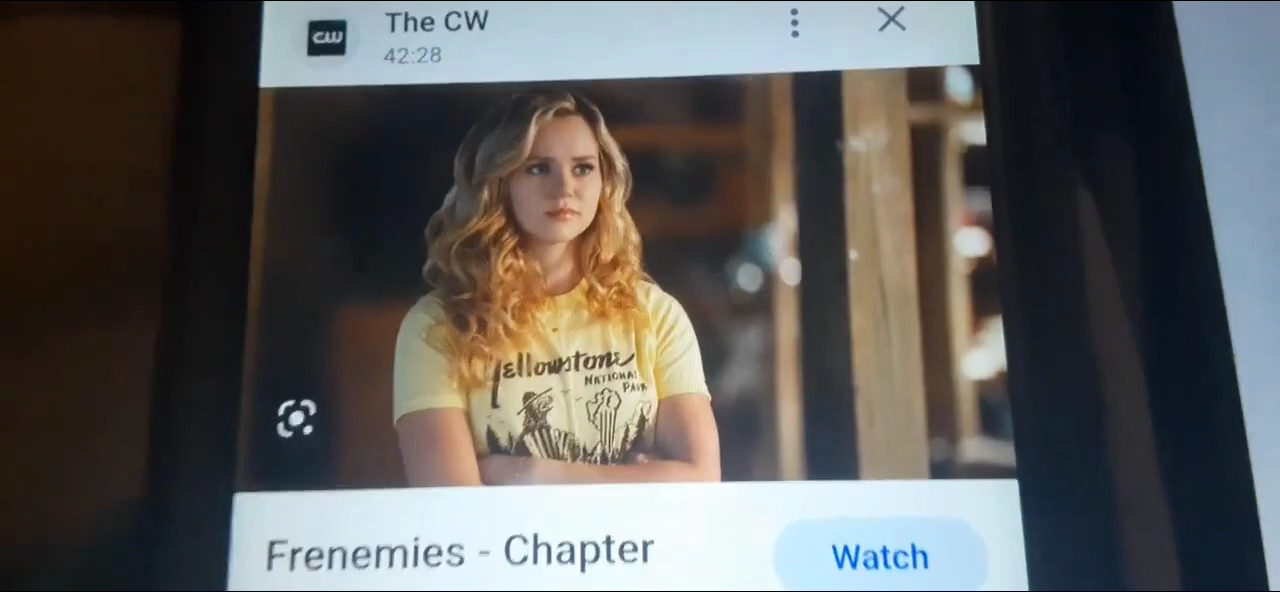 CW
The CW
42:28
Yellowstone
NATIONAL
PARK
Frenemies - Chapter
Watch